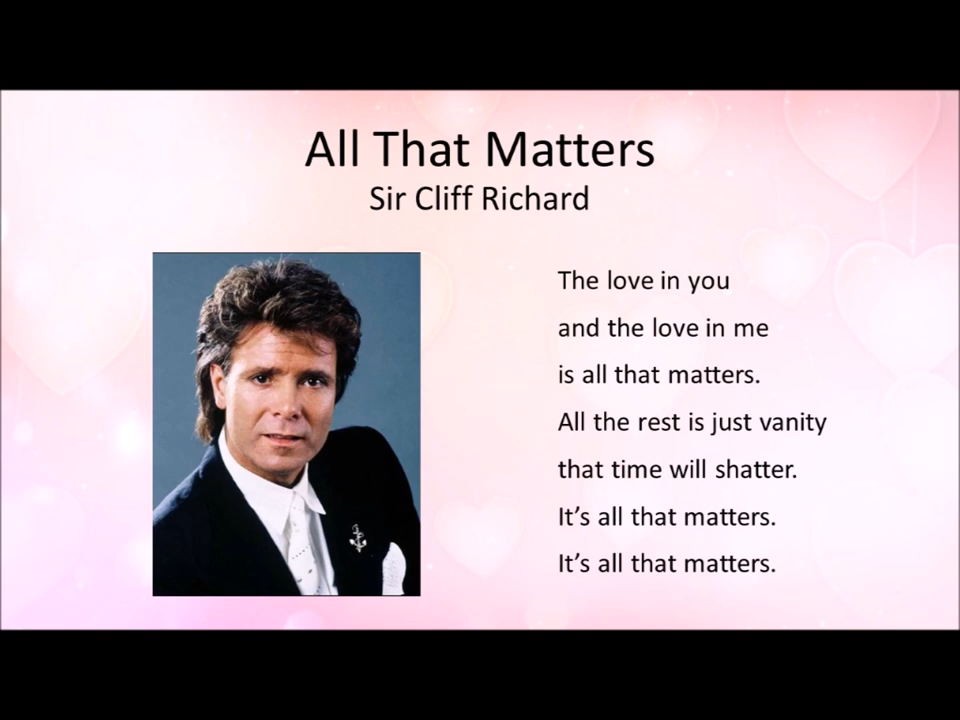 All That Matters
Sir Cliff Richard
The love in you
and the love in me
is all that matters.
All the rest is just vanity
that time will shatter.
It’s all that matters.
It’s all that matters.